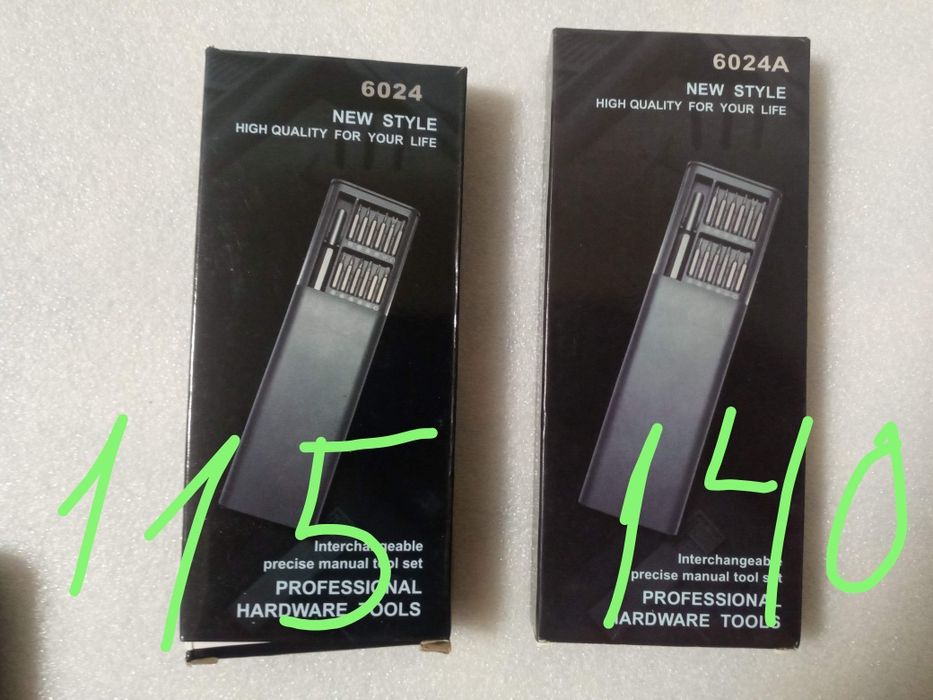 6024
NEW STYLE
HIGH QUALITY FOR YOUR LIFE
Interchangeable
precise manual tool set
PROFESSIONAL
HARDWARE TOOLS
115
6024A
NEW STYLE
HIGH QUALITY FOR YOUR LIFE
Interchangeable
precise manual tool set
PROFESSIONAL
HARDWARE TOOLS
140